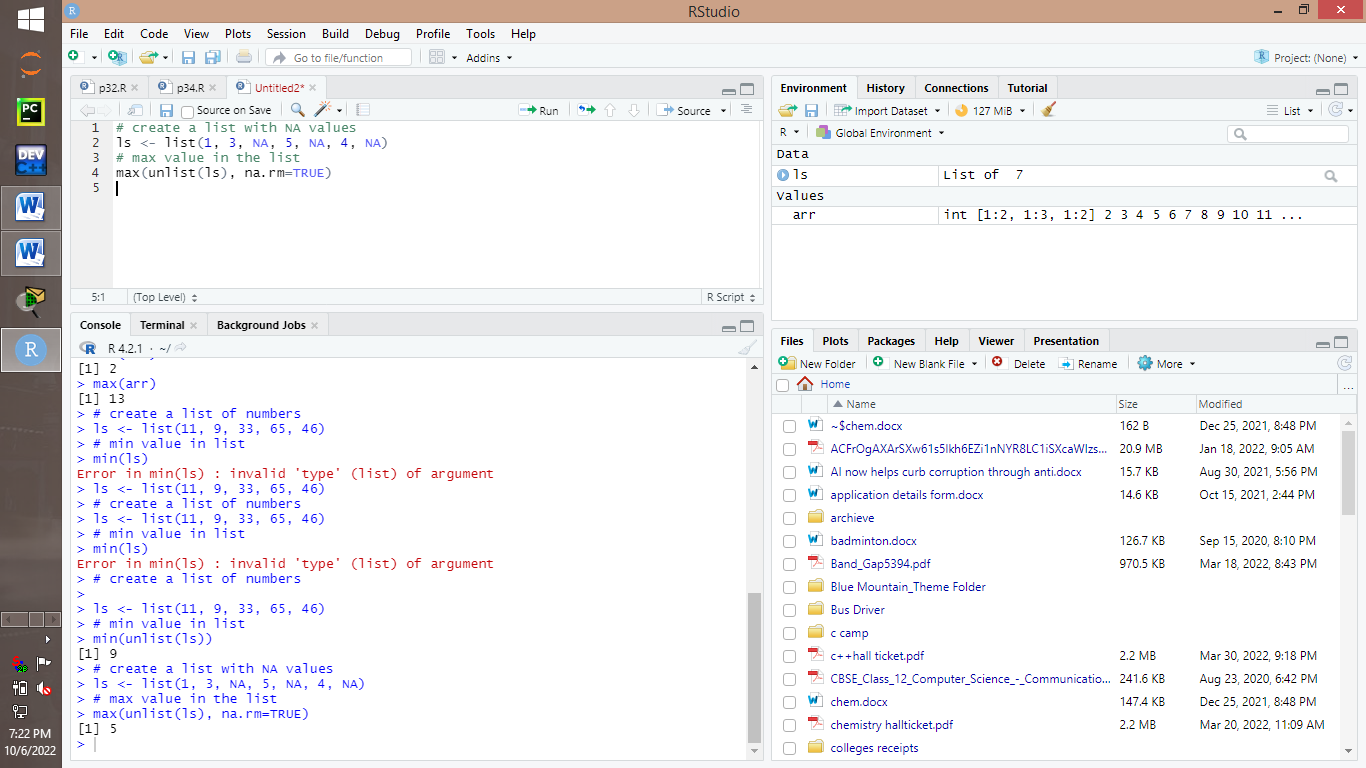 RStudio
File Edit Code View Plots Session Build Debug Profile Tools Help
Go to file/function Addins Project: (None)
p32.R p34.R Untitled2*
Source on Save Run Source
1 # create a list with NA values
2 ls <- list(1, 3, NA, 5, NA, 4, NA)
3 # max value in the list
4 max(unlist(ls), na.rm=TRUE)
5
5:1 (Top Level) R Script
Console Terminal Background Jobs
R 4.2.1 · ~/
[1] 2
> max(arr)
[1] 13
> # create a list of numbers
> ls <- list(11, 9, 33, 65, 46)
> # min value in list
> min(ls)
Error in min(ls) : invalid 'type' (list) of argument
> ls <- list(11, 9, 33, 65, 46)
> # create a list of numbers
> ls <- list(11, 9, 33, 65, 46)
> # min value in list
> min(ls)
Error in min(ls) : invalid 'type' (list) of argument
> # create a list of numbers
>
> ls <- list(11, 9, 33, 65, 46)
> # min value in list
> min(unlist(ls))
[1] 9
> # create a list with NA values
> ls <- list(1, 3, NA, 5, NA, 4, NA)
> # max value in the list
> max(unlist(ls), na.rm=TRUE)
[1] 5
>
Environment History Connections Tutorial
Import Dataset 127 MiB List
R Global Environment
Data
ls List of 7
Values
arr int [1:2, 1:3, 1:2] 2 3 4 5 6 7 8 9 10 11 ...
Files Plots Packages Help Viewer Presentation
New Folder New Blank File Delete Rename More
Home ...
Name Size Modified
~$chem.docx 162 B Dec 25, 2021, 8:48 PM
20.9 MB Jan 18, 2022, 9:05 AM
AI now helps curb corruption through anti.docx 15.7 KB Aug 30, 2021, 5:56 PM
application details form.docx 14.6 KB Oct 15, 2021, 2:44 PM
archieve
badminton.docx 126.7 KB Sep 15, 2020, 8:10 PM
Band_Gap5394.pdf 970.5 KB Mar 18, 2022, 8:43 PM
Blue Mountain_Theme Folder
Bus Driver
c camp
c++hall ticket.pdf 2.2 MB Mar 30, 2022, 9:18 PM
CBSE_Class_12_Computer_Science_-_Communicatio... 241.6 KB Aug 23, 2020, 6:42 PM
chem.docx 147.4 KB Dec 25, 2021, 8:48 PM
chemistry hallticket.pdf 2.2 MB Mar 20, 2022, 11:09 AM
colleges receipts
PC
DEV
C++
W
W
R
7:22 PM
10/6/2022